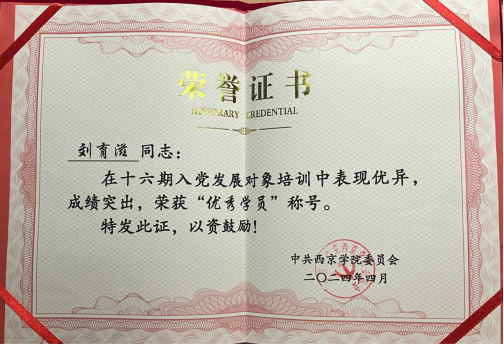 荣誉证书
HONORARY CREDENTIAL
刘育滋 同志：
在十六期入党发展对象培训中表现优异，
成绩突出，荣获“优秀学员”称号。
特发此证，以资鼓励！
中共西京学院委员会
二〇二四年四月